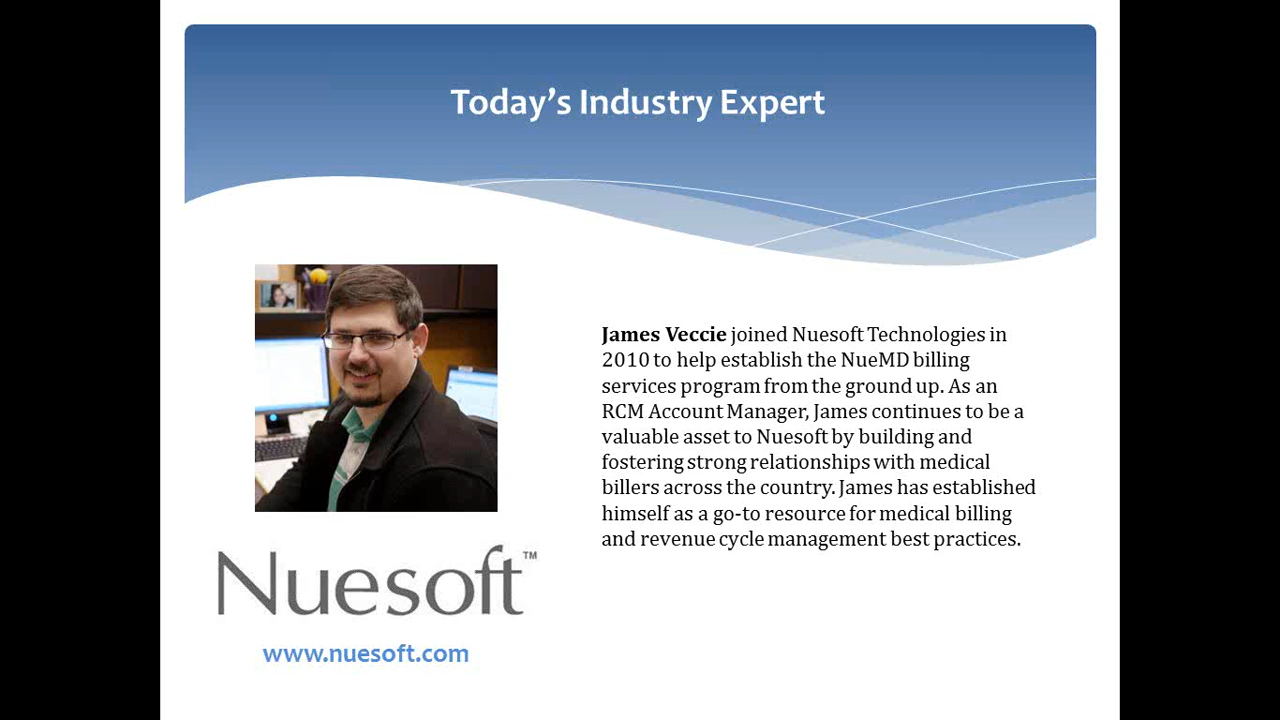 Today’s Industry Expert
James Veccie joined Nuesoft Technologies in
2010 to help establish the NueMD billing
services program from the ground up. As an
RCM Account Manager, James continues to be a
valuable asset to Nuesoft by building and
fostering strong relationships with medical
billers across the country. James has established
himself as a go-to resource for medical billing
and revenue cycle management best practices.
Nuesoft™
www.nuesoft.com